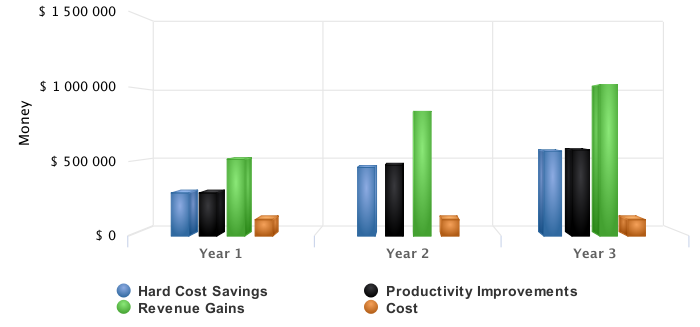 $ 1 500 000
$ 1 000 000
$ 500 000
$ 0
Money
Year 1
Year 2
Year 3
Hard Cost Savings
Productivity Improvements
Revenue Gains
Cost